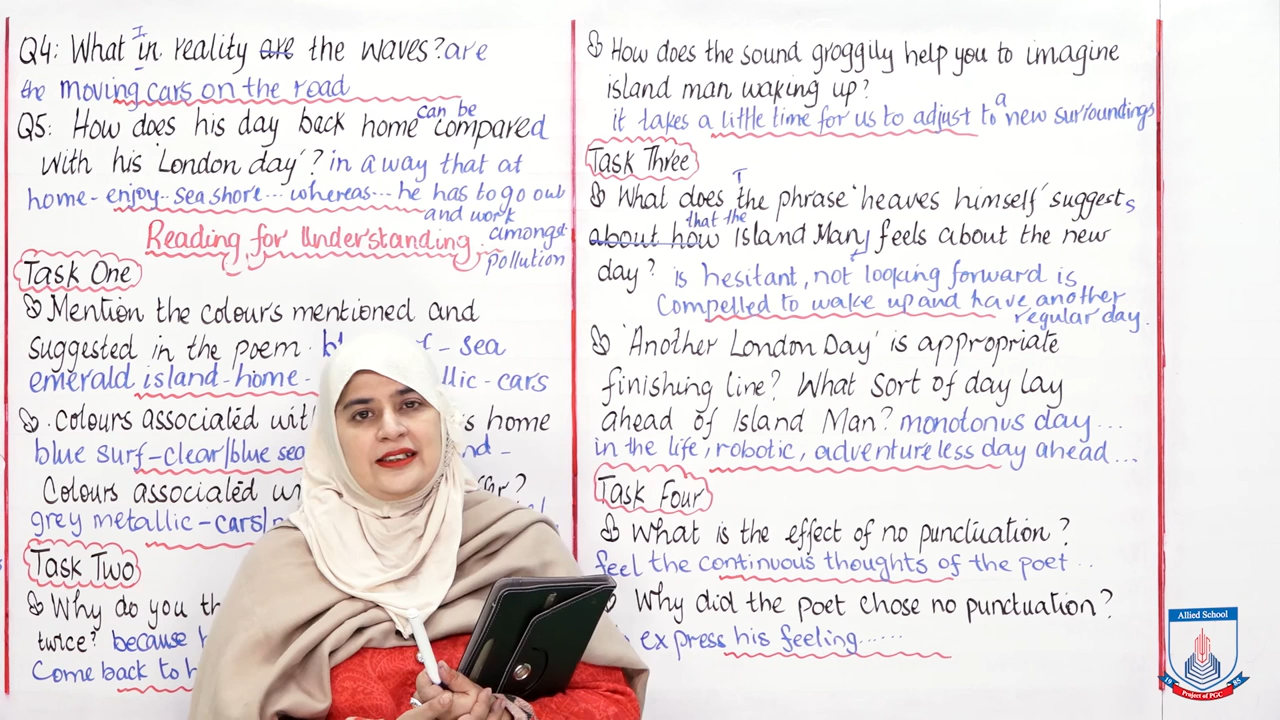 Q4: What In reality are the waves? are
the moving cars on the road
Q5: How does his day back home can be compared
with his 'London day'? in a way that at
home- enjoy.. sea shore... whereas... he has to go out
and work
amongst
pollution
Reading for Understanding.
Task One
Mention the colours mentioned and
suggested in the poem. - sea
emerald island-home- - cars
Colours associated home
blue surf-clear/blue sea
Colours associated
grey metallic-cars/
Task Two
Why do you
twice? because
Come back to
How does the sound groggily help you to imagine
island man waking up?
it takes a little time for us to adjust to a new surroundings
Task Three
What does The phrase 'heaves himself' suggests
about how that the Island Man feels about the new
day? is hesitant, not looking forward is
Compelled to wake up and have another
regular day.
'Another London Day' is appropriate
finishing line? What sort of day lay
ahead of Island Man? monotonus day...
in the life, robotic, adventureless day ahead...
Task Four
What is the effect of no punctuation?
feel the continuous thoughts of the poet..
Why did the poet chose no punctuation?
express his feeling......
Allied School
19 85
Project of PGC